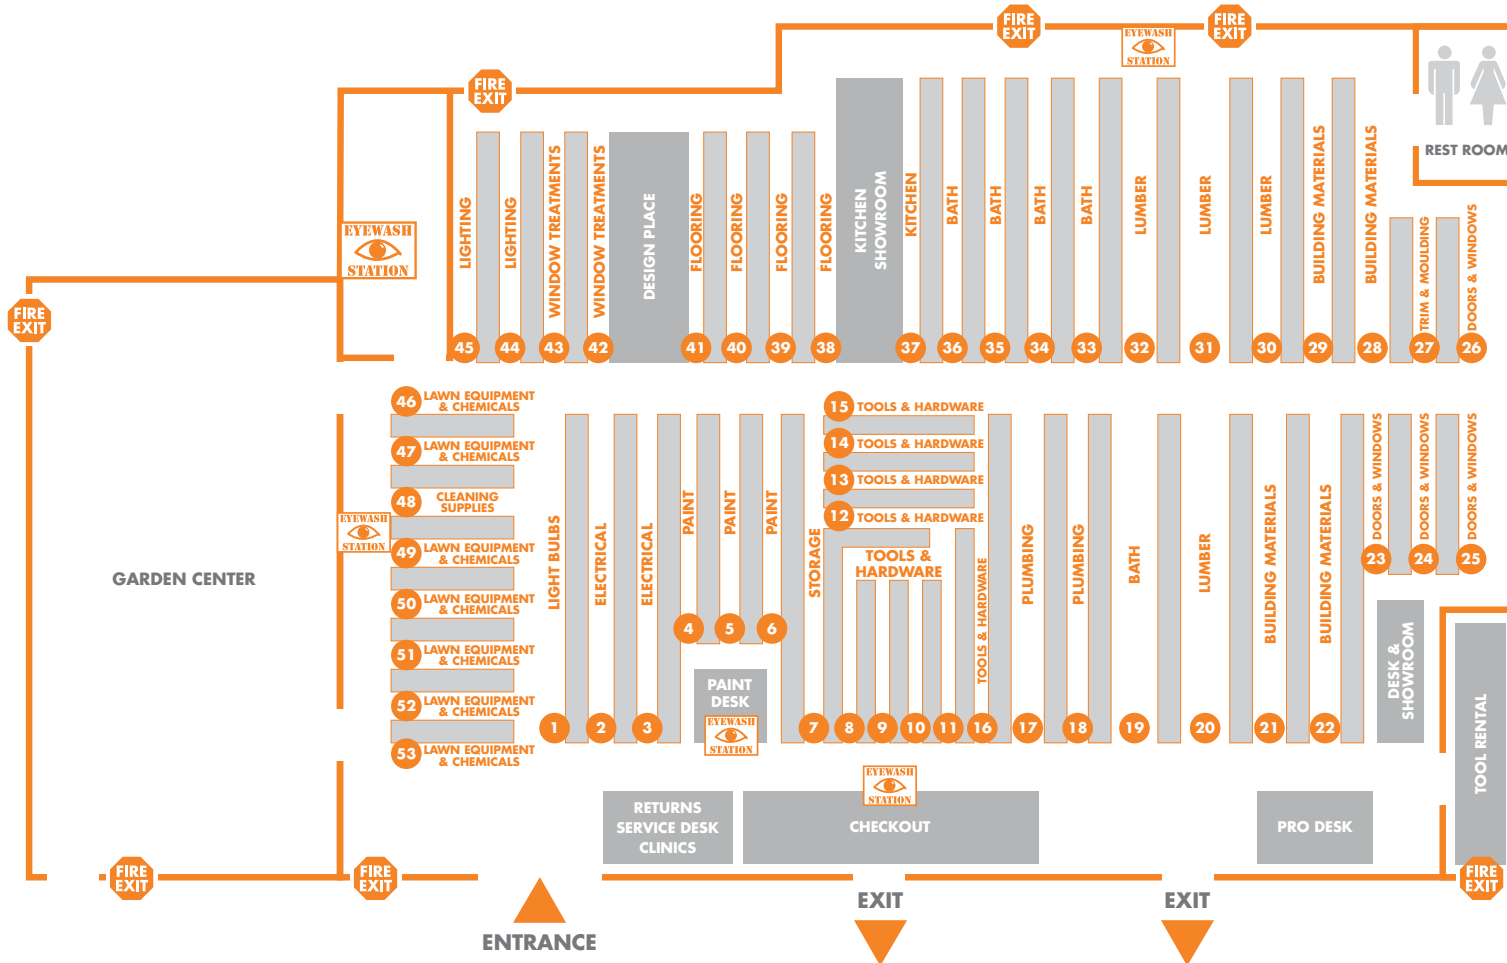 FIRE
EXIT
FIRE
EXIT
EYEWASH
STATION
FIRE
EXIT
REST ROOM
EYEWASH
STATION
FIRE
EXIT
LIGHTING
LIGHTING
WINDOW TREATMENTS
WINDOW TREATMENTS
DESIGN PLACE
FLOORING
FLOORING
FLOORING
FLOORING
KITCHEN
SHOWROOM
KITCHEN
BATH
BATH
BATH
BATH
LUMBER
LUMBER
LUMBER
BUILDING MATERIALS
BUILDING MATERIALS
TRIM & MOULDING
DOORS & WINDOWS
45
44
43
42
41
40
39
38
37
36
35
34
33
32
31
30
29
28
27
26
46 LAWN EQUIPMENT
& CHEMICALS
47 LAWN EQUIPMENT
& CHEMICALS
48 CLEANING
SUPPLIES
EYEWASH
STATION
49 LAWN EQUIPMENT
& CHEMICALS
50 LAWN EQUIPMENT
& CHEMICALS
51 LAWN EQUIPMENT
& CHEMICALS
52 LAWN EQUIPMENT
& CHEMICALS
53 LAWN EQUIPMENT
& CHEMICALS
GARDEN CENTER
LIGHT BULBS
ELECTRICAL
ELECTRICAL
PAINT
PAINT
PAINT
4
5
6
PAINT
DESK
EYEWASH
STATION
STORAGE
15 TOOLS & HARDWARE
14 TOOLS & HARDWARE
13 TOOLS & HARDWARE
12 TOOLS & HARDWARE
TOOLS &
HARDWARE
TOOLS & HARDWARE
PLUMBING
PLUMBING
BATH
LUMBER
BUILDING MATERIALS
BUILDING MATERIALS
DOORS & WINDOWS
DOORS & WINDOWS
DOORS & WINDOWS
23
24
25
DESK &
SHOWROOM
TOOL RENTAL
1
2
3
7
8
9
10
11
16
17
18
19
20
21
22
EYEWASH
STATION
RETURNS
SERVICE DESK
CLINICS
CHECKOUT
PRO DESK
FIRE
EXIT
FIRE
EXIT
FIRE
EXIT
ENTRANCE
EXIT
EXIT